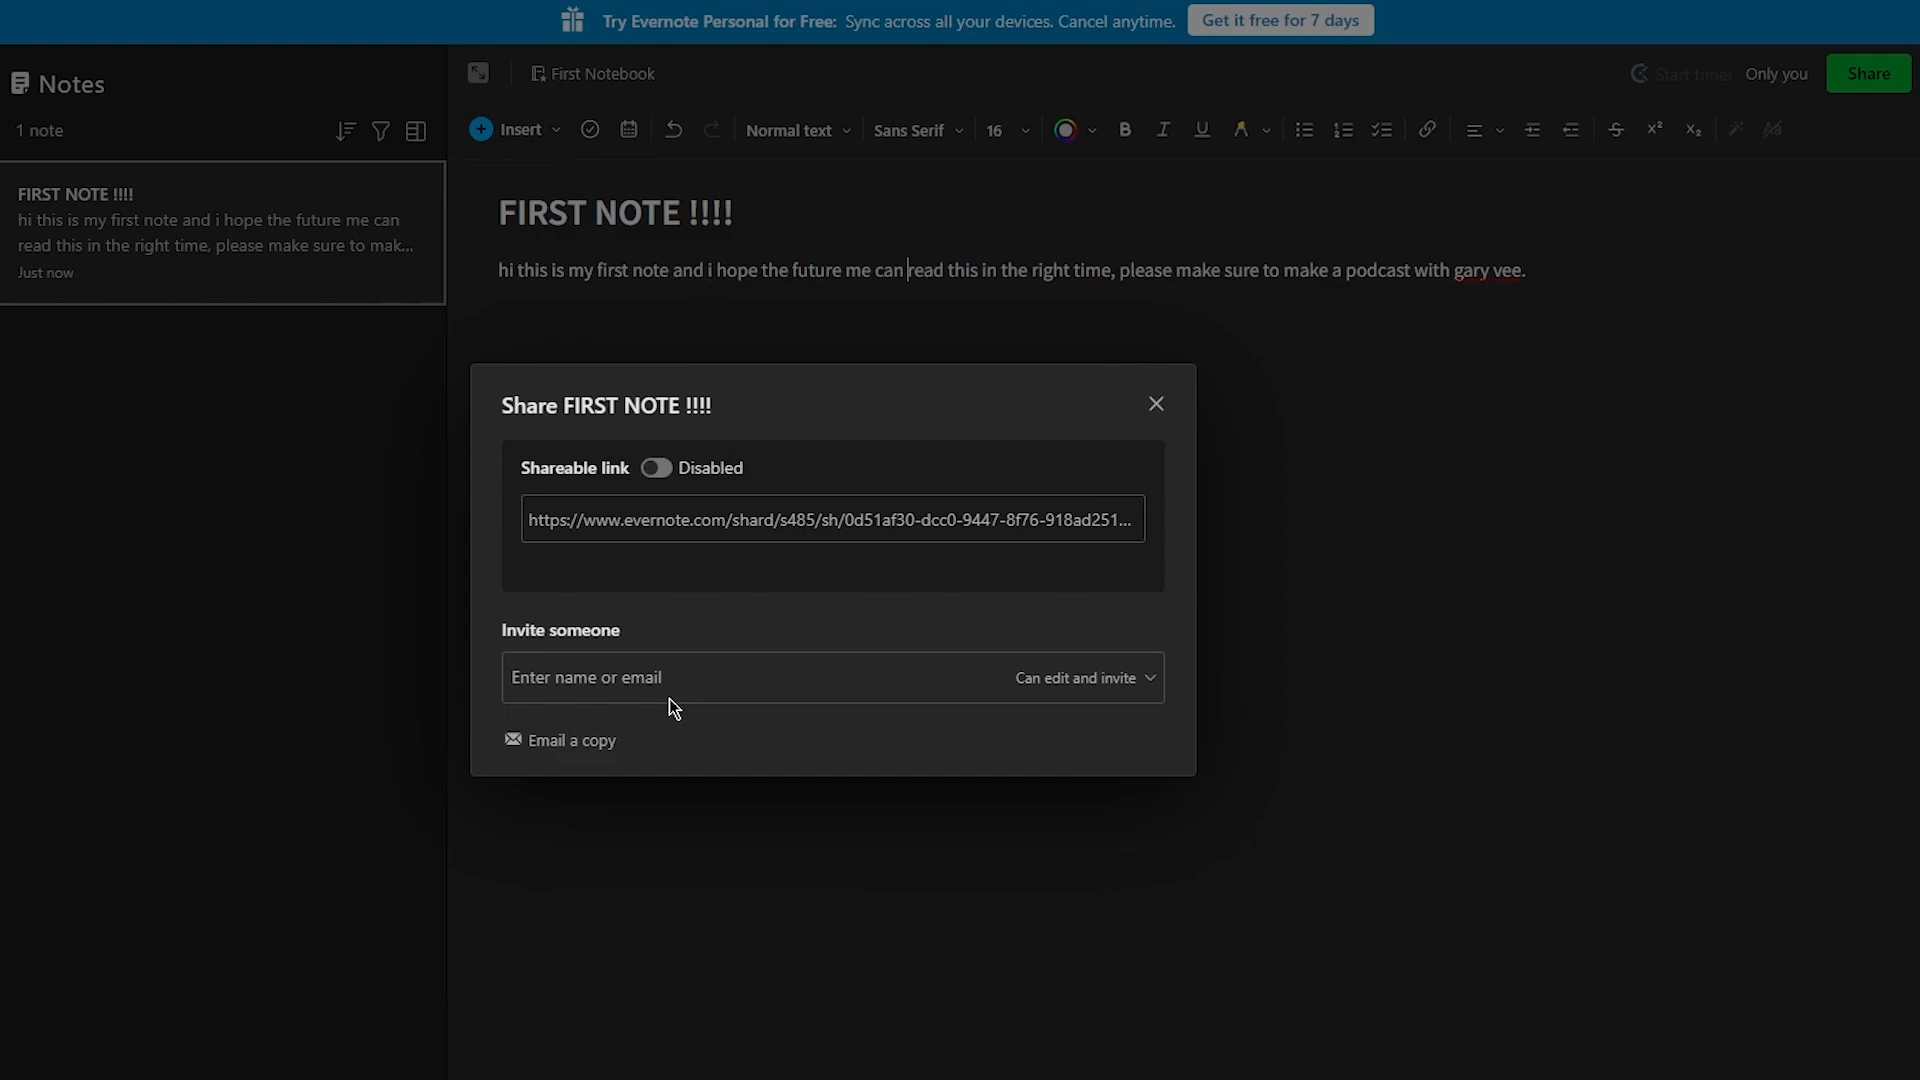 Try Evernote Personal for Free: Sync across all your devices. Cancel anytime. Get it free for 7 days
Notes
1 note
FIRST NOTE !!!!
hi this is my first note and i hope the future me can
read this in the right time, please make sure to mak...
Just now
First Notebook
Start timer Only you Share
Insert Normal text Sans Serif 16
FIRST NOTE !!!!
hi this is my first note and i hope the future me can read this in the right time, please make sure to make a podcast with gary vee.
Share FIRST NOTE !!!!
Shareable link Disabled
https://www.evernote.com/shard/s485/sh/0d51af30-dcc0-9447-8f76-918ad251...
Invite someone
Enter name or email Can edit and invite
Email a copy